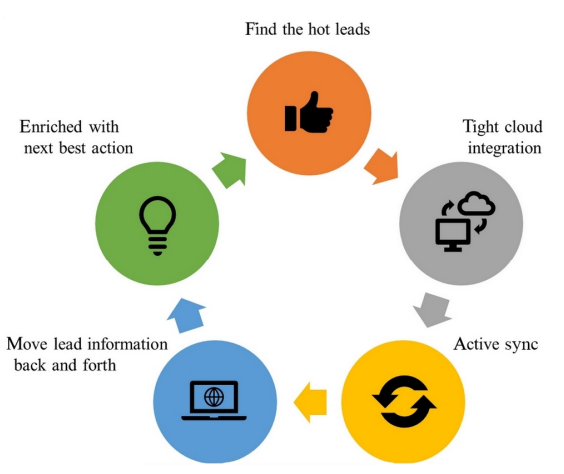 Find the hot leads
Enriched with
next best action
Tight cloud
integration
Move lead information
back and forth
Active sync